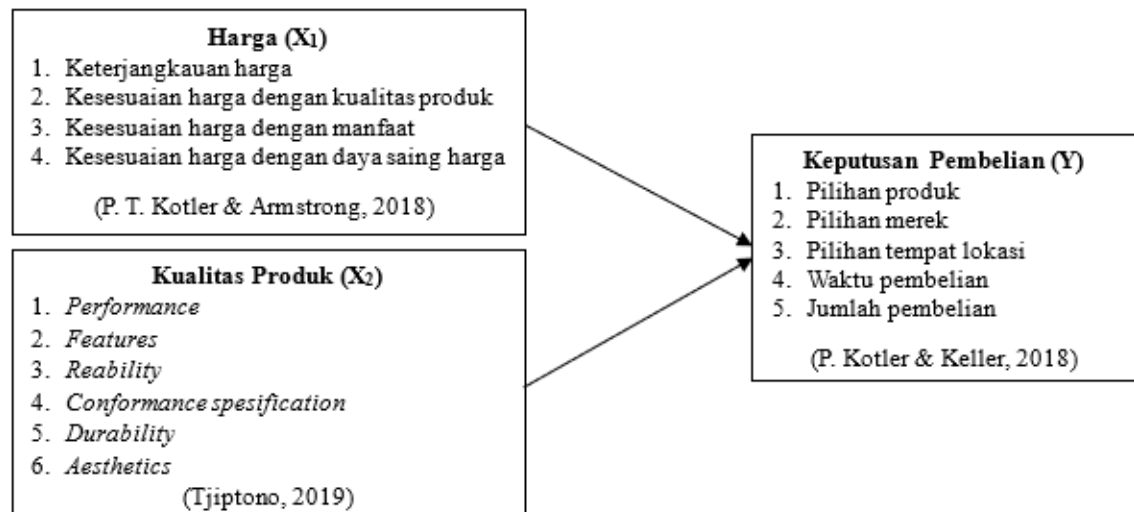 Harga (X₁)
1. Keterjangkauan harga
2. Kesesuaian harga dengan kualitas produk
3. Kesesuaian harga dengan manfaat
4. Kesesuaian harga dengan daya saing harga
(P. T. Kotler & Armstrong, 2018)
Kualitas Produk (X₂)
1. Performance
2. Features
3. Reability
4. Conformance spesification
5. Durability
6. Aesthetics
(Tjiptono, 2019)
Keputusan Pembelian (Y)
1. Pilihan produk
2. Pilihan merek
3. Pilihan tempat lokasi
4. Waktu pembelian
5. Jumlah pembelian
(P. Kotler & Keller, 2018)